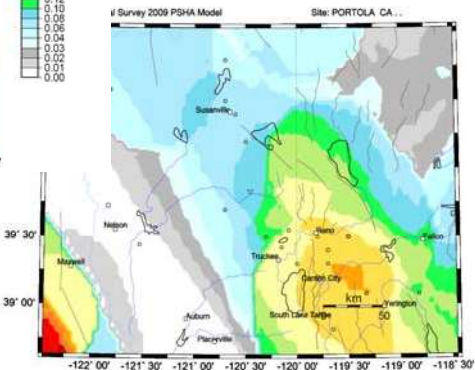 0.12
0.10
0.08
0.06
0.04
0.03
0.02
0.01
0.00
al Survey 2009 PSHA Model
Site: PORTOLA CA . .
Susanville
Nelson
Reno
Fallon
Truckee
Maxwell
Carson City
km
50
Yerington
Auburn
South Lake Tahoe
Placerville
39° 30'
39° 00'
-122° 00'
-121° 30'
-121° 00'
-120° 30'
-120° 00'
-119° 30'
-119° 00'
-118° 30'